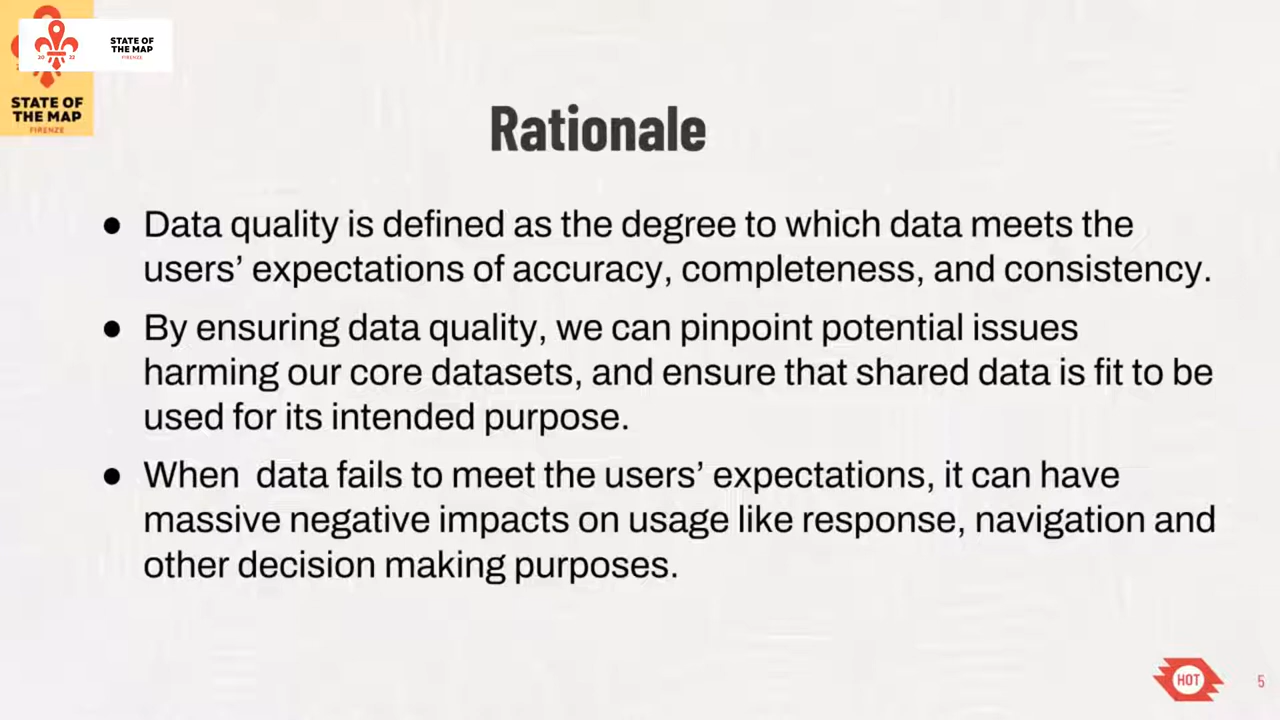 20 22
STATE OF
THE MAP
FIRENZE
STATE OF
THE MAP
FIRENZE
Rationale
● Data quality is defined as the degree to which data meets the
users’ expectations of accuracy, completeness, and consistency.
● By ensuring data quality, we can pinpoint potential issues
harming our core datasets, and ensure that shared data is fit to be
used for its intended purpose.
● When  data fails to meet the users’ expectations, it can have
massive negative impacts on usage like response, navigation and
other decision making purposes.
HOT
5